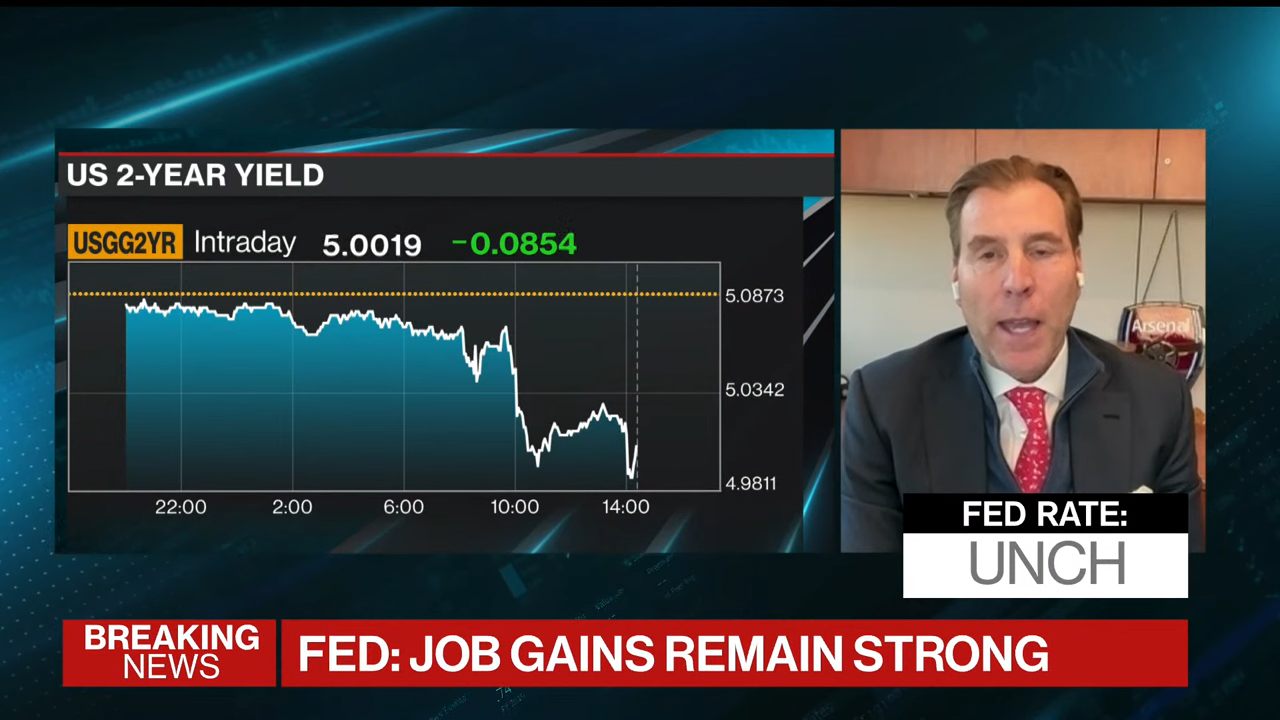 US 2-YEAR YIELD
USGG2YR Intraday 5.0019 -0.0854
5.0873
5.0342
4.9811
22:00 2:00 6:00 10:00 14:00
Arsenal
FED RATE:
UNCH
BREAKING
NEWS
FED: JOB GAINS REMAIN STRONG